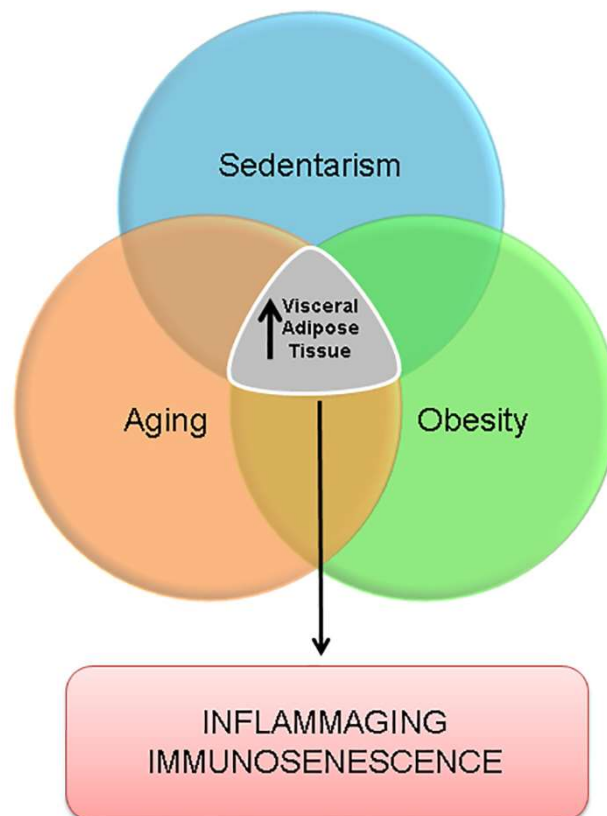 Sedentarism
Visceral
Adipose
Tissue
Aging
Obesity
INFLAMMAGING
IMMUNOSENESCENCE